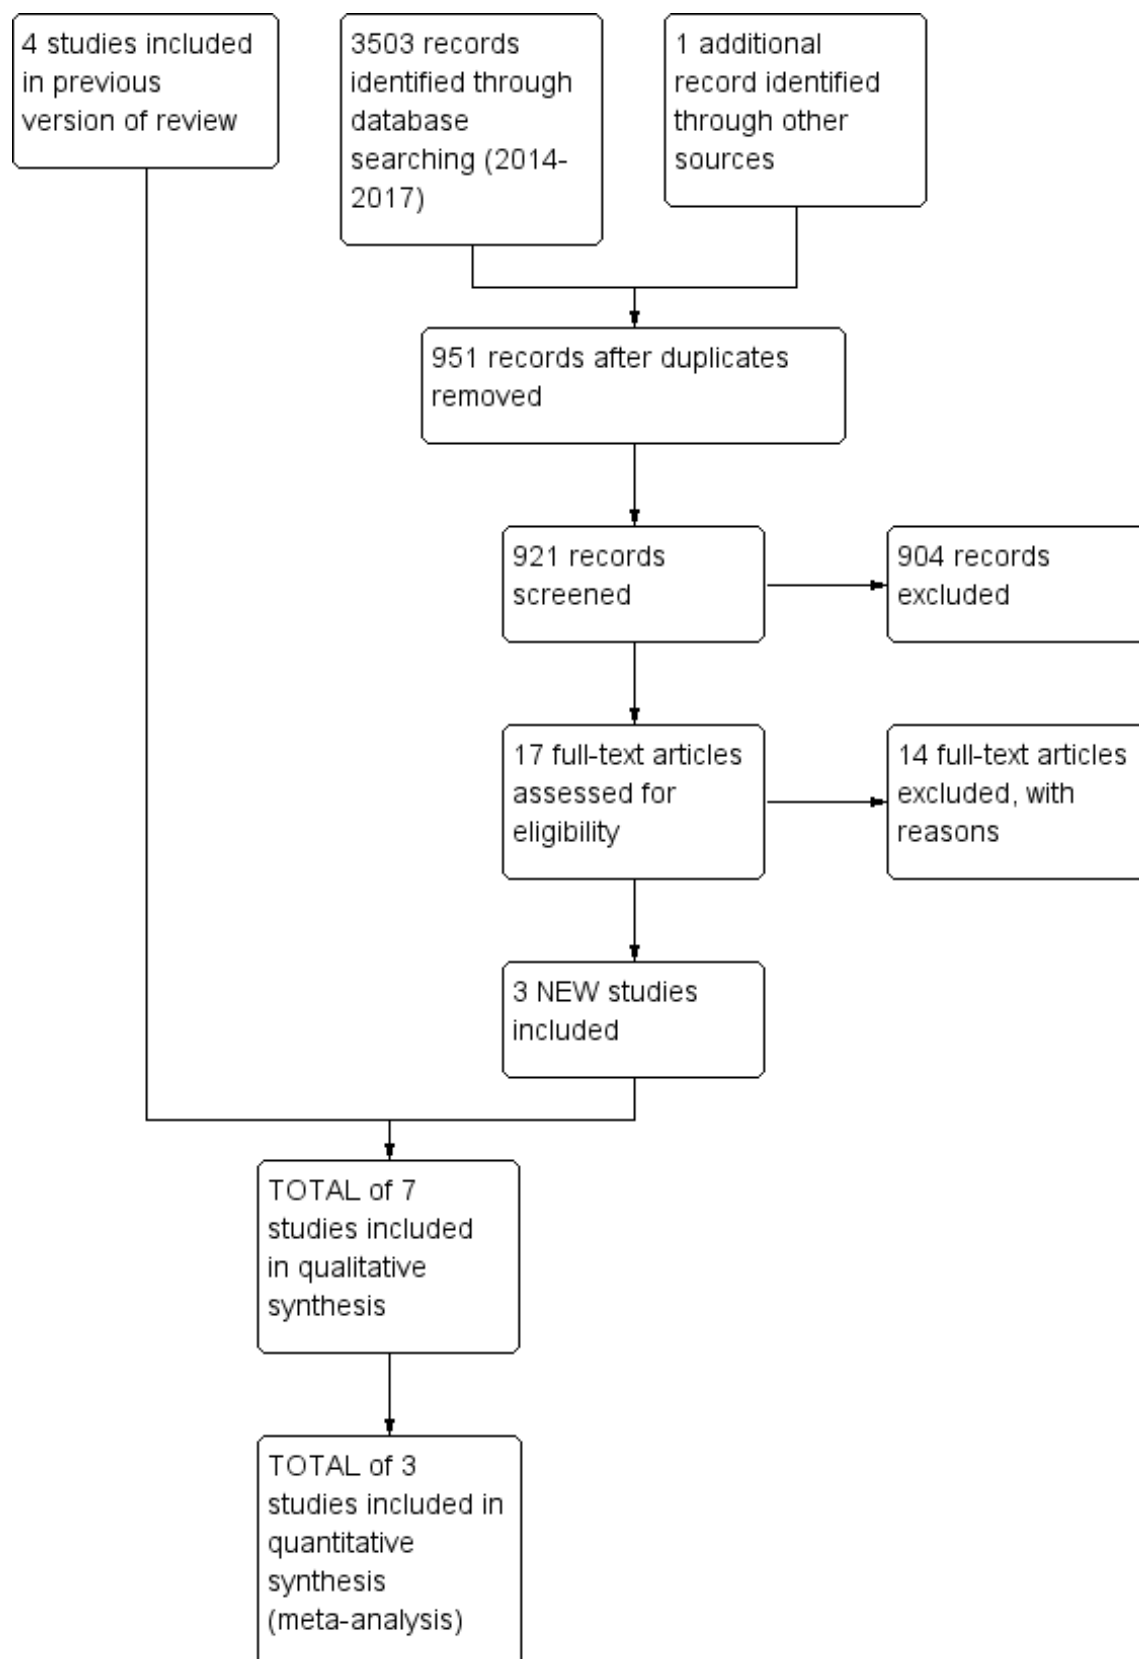 4 studies included
in previous
version of review
3503 records
identified through
database
searching (2014-
2017)
1 additional
record identified
through other
sources
951 records after duplicates
removed
921 records
screened
904 records
excluded
17 full-text articles
assessed for
eligibility
14 full-text articles
excluded, with
reasons
3 NEW studies
included
TOTAL of 7
studies included
in qualitative
synthesis
TOTAL of 3
studies included in
quantitative
synthesis
(meta-analysis)